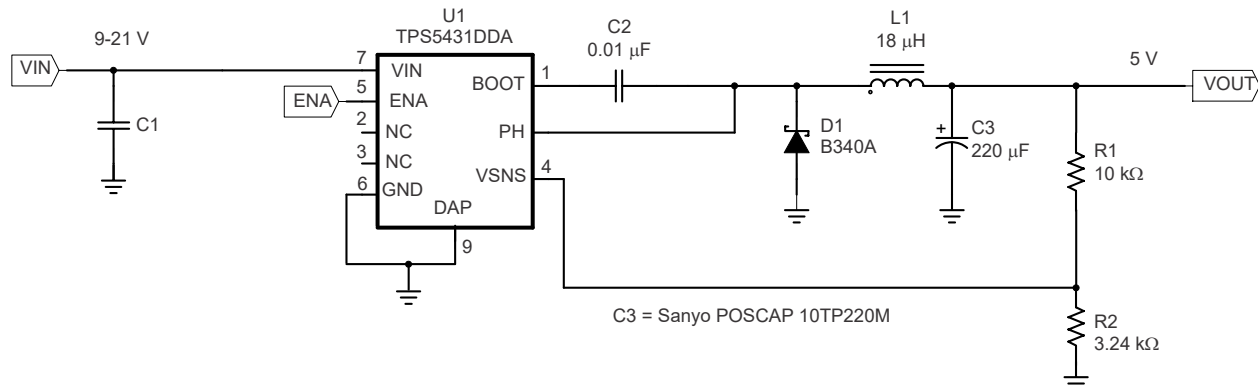 U1
TPS5431DDA
9-21 V
VIN
C1
ENA
7
5
2
3
6
VIN
ENA
NC
NC
GND
DAP
9
BOOT
PH
VSNS
1
4
C2
0.01 μF
L1
18 μH
5 V
VOUT
D1
B340A
+
C3
220 μF
R1
10 kΩ
C3 = Sanyo POSCAP 10TP220M
R2
3.24 kΩ